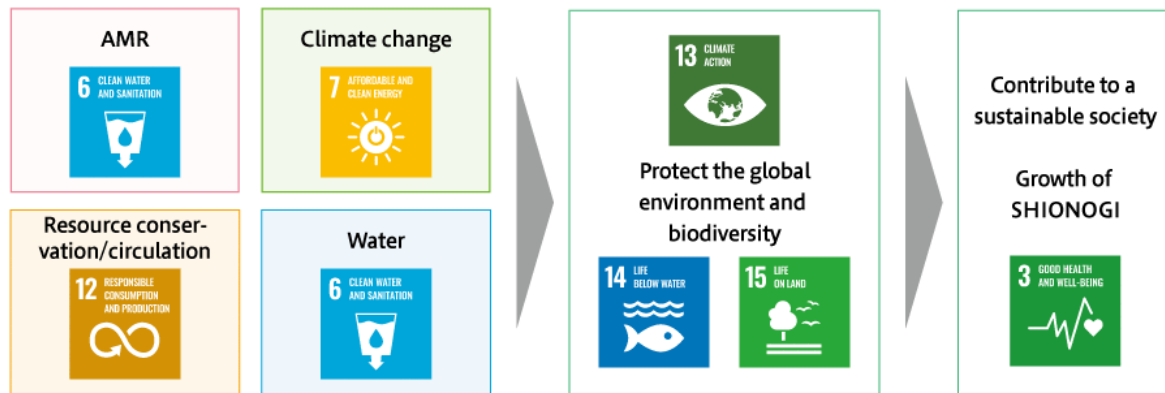 AMR
6 CLEAN WATER
AND SANITATION
Climate change
7 AFFORDABLE AND
CLEAN ENERGY
Resource conser-
vation/circulation
12 RESPONSIBLE
CONSUMPTION
AND PRODUCTION
Water
6 CLEAN WATER
AND SANITATION
13 CLIMATE
ACTION
Protect the global
environment and
biodiversity
14 LIFE
BELOW WATER
15 LIFE
ON LAND
Contribute to a
sustainable society
Growth of
SHIONOGI
3 GOOD HEALTH
AND WELL-BEING